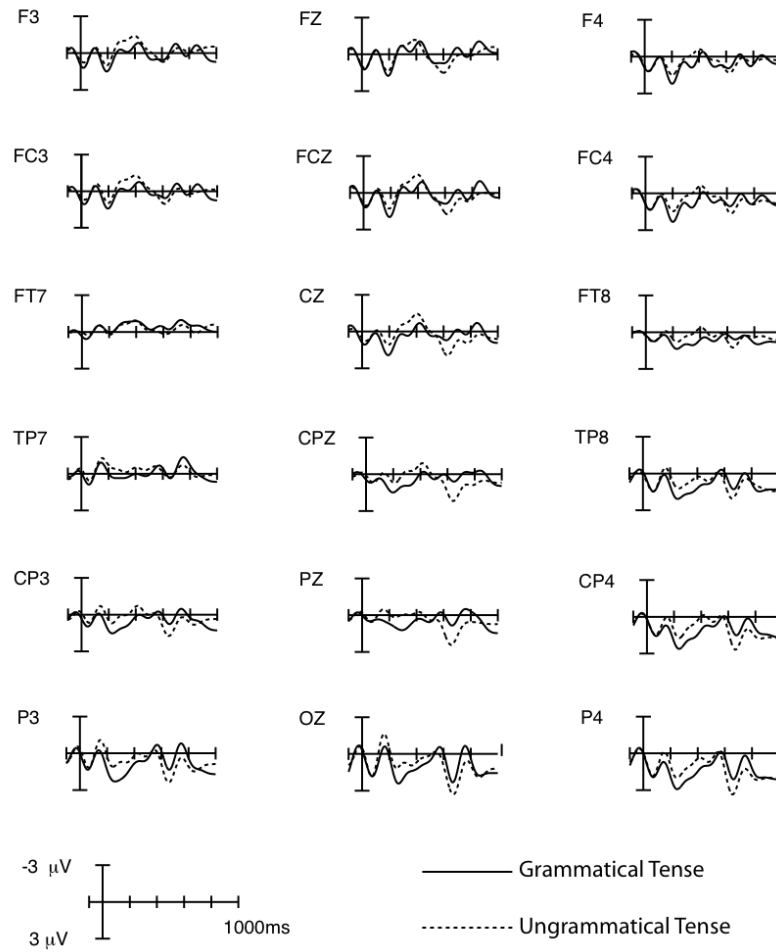 F3 FZ F4
FC3 FCZ FC4
FT7 CZ FT8
TP7 CPZ TP8
CP3 PZ CP4
P3 OZ P4
-3 μV
1000ms
3 μV
Grammatical Tense
Ungrammatical Tense